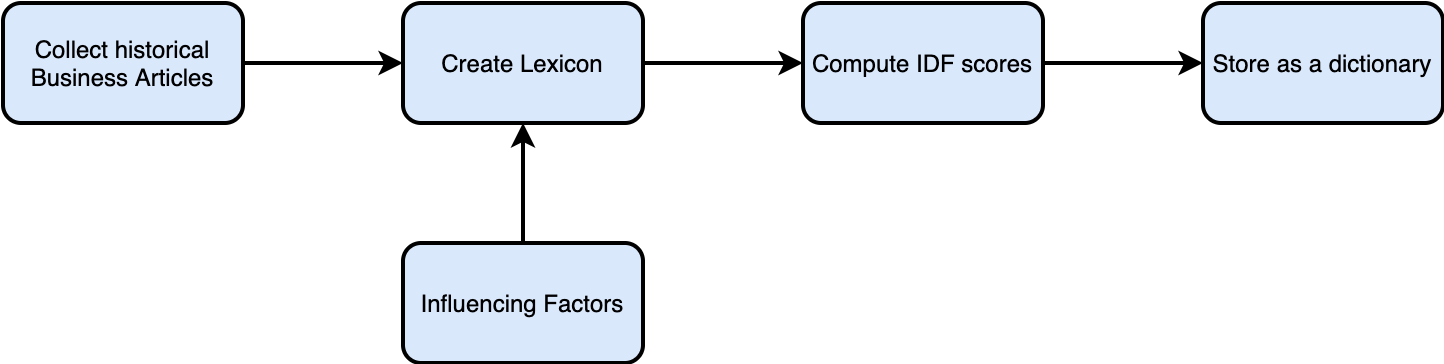 Collect historical
Business Articles
Create Lexicon
Compute IDF scores
Store as a dictionary
Influencing Factors